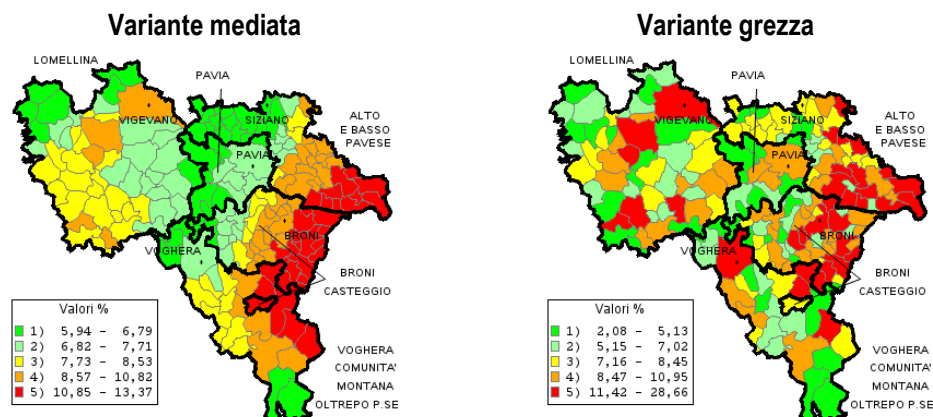 Variante mediata
LOMELLINA
PAVIA
VIGEVANO
SIZIANO
ALTO
E BASSO
PAVESE
PAVIA
VOGHERA
BRONI
BRONI
CASTEGGIO
Valori %
1) 5,94 - 6,79
2) 6,82 - 7,71
3) 7,73 - 8,53
4) 8,57 - 10,82
5) 10,85 - 13,37
VOGHERA
COMUNITA'
MONTANA
OLTREPO P.SE
Variante grezza
LOMELLINA
PAVIA
VIGEVANO
SIZIANO
ALTO
E BASSO
PAVESE
PAVIA
VOGHERA
BRONI
BRONI
CASTEGGIO
Valori %
1) 2,08 - 5,13
2) 5,15 - 7,02
3) 7,16 - 8,45
4) 8,47 - 10,95
5) 11,42 - 28,66
VOGHERA
COMUNITA'
MONTANA
OLTREPO P.SE